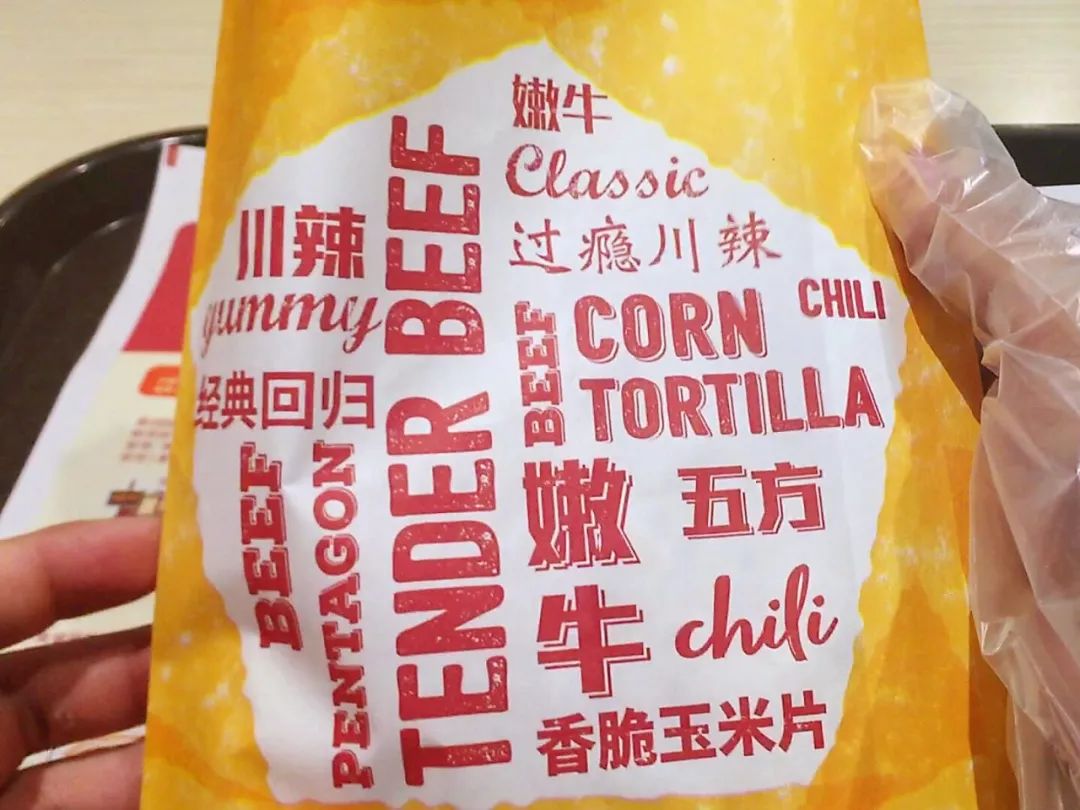 嫩牛
Classic
过瘾川辣
川辣
yummy
经典回归
TENDER BEEF
BEEF
CORN
TORTILLA
CHILI
BEEF
PENTAGON
嫩牛
五方
chili
香脆玉米片